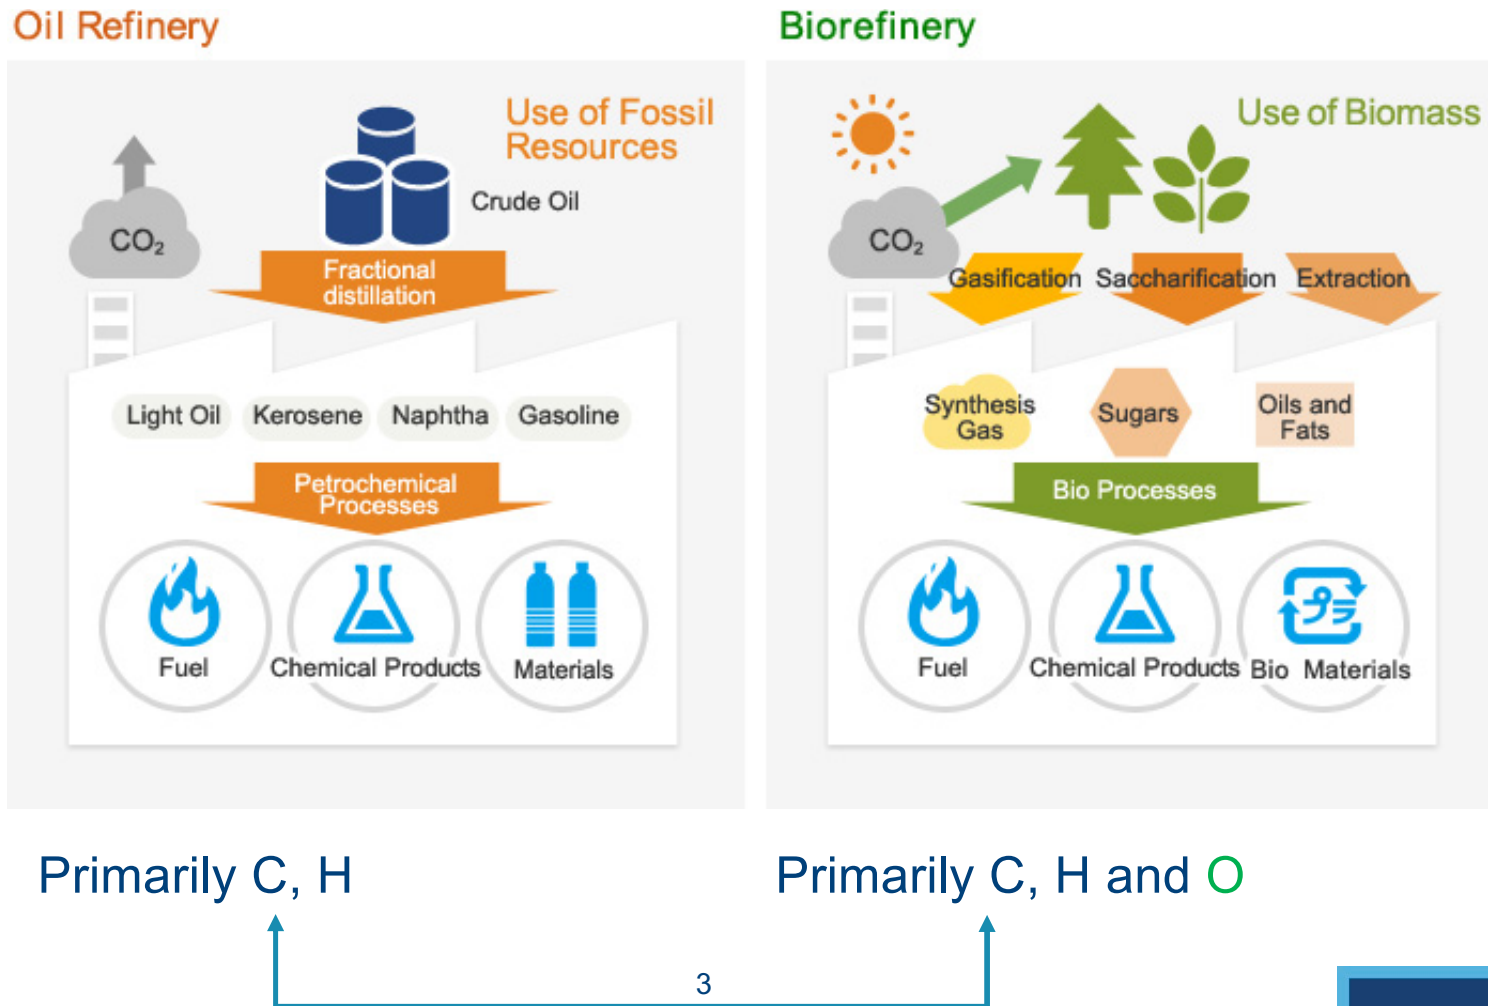 Oil Refinery
Use of Fossil
Resources
Crude Oil
CO₂
Fractional
distillation
Light Oil
Kerosene
Naphtha
Gasoline
Petrochemical
Processes
Fuel
Chemical Products
Materials
Primarily C, H
Biorefinery
Use of Biomass
CO₂
Gasification
Saccharification
Extraction
Synthesis
Gas
Sugars
Oils and
Fats
Bio Processes
プラ
Fuel
Chemical Products
Bio Materials
Primarily C, H and O
3